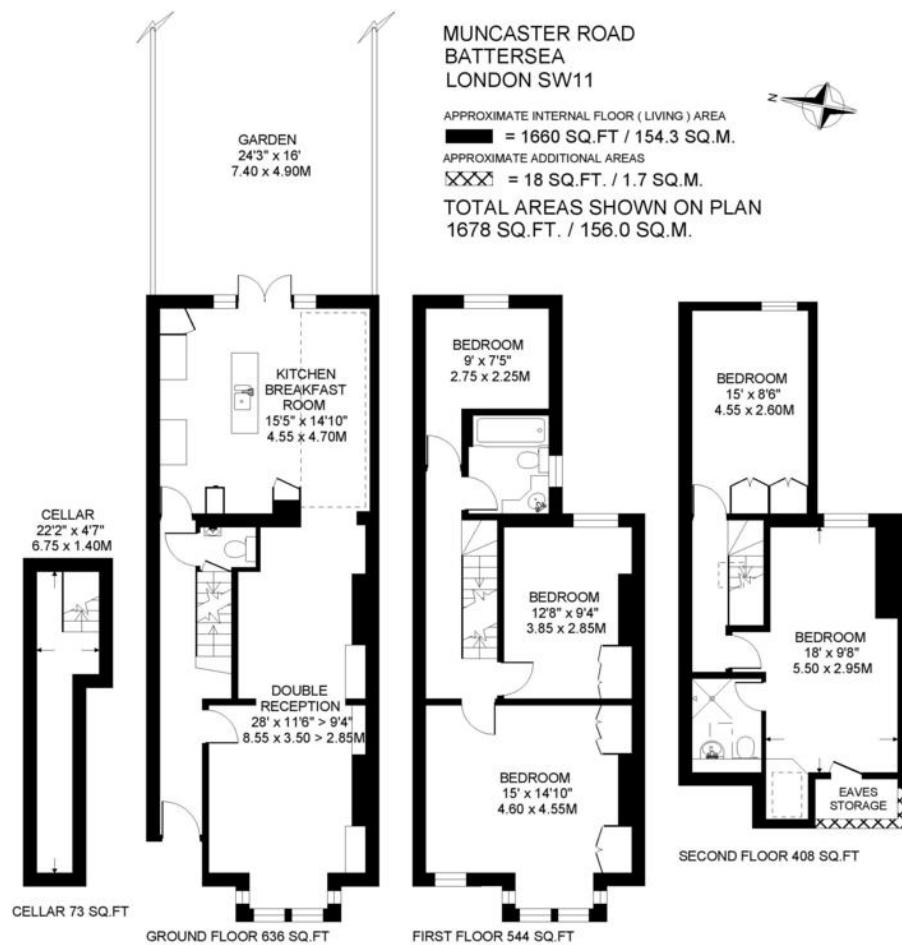 MUNCASTER ROAD
BATTERSEA
LONDON SW11
N
APPROXIMATE INTERNAL FLOOR ( LIVING ) AREA
= 1660 SQ.FT / 154.3 SQ.M.
APPROXIMATE ADDITIONAL AREAS
= 18 SQ.FT. / 1.7 SQ.M.
TOTAL AREAS SHOWN ON PLAN
1678 SQ.FT. / 156.0 SQ.M.
GARDEN
24'3" x 16'
7.40 x 4.90M
KITCHEN
BREAKFAST
ROOM
15'5" x 14'10"
4.55 x 4.70M
CELLAR
22'2" x 4'7"
6.75 x 1.40M
DOUBLE
RECEPTION
28' x 11'6" > 9'4"
8.55 x 3.50 > 2.85M
BEDROOM
9' x 7'5"
2.75 x 2.25M
BEDROOM
12'8" x 9'4"
3.85 x 2.85M
BEDROOM
15' x 14'10"
4.60 x 4.55M
BEDROOM
15' x 8'6"
4.55 x 2.60M
BEDROOM
18' x 9'8"
5.50 x 2.95M
EAVES
STORAGE
CELLAR 73 SQ.FT
GROUND FLOOR 636 SQ.FT
FIRST FLOOR 544 SQ.FT
SECOND FLOOR 408 SQ.FT